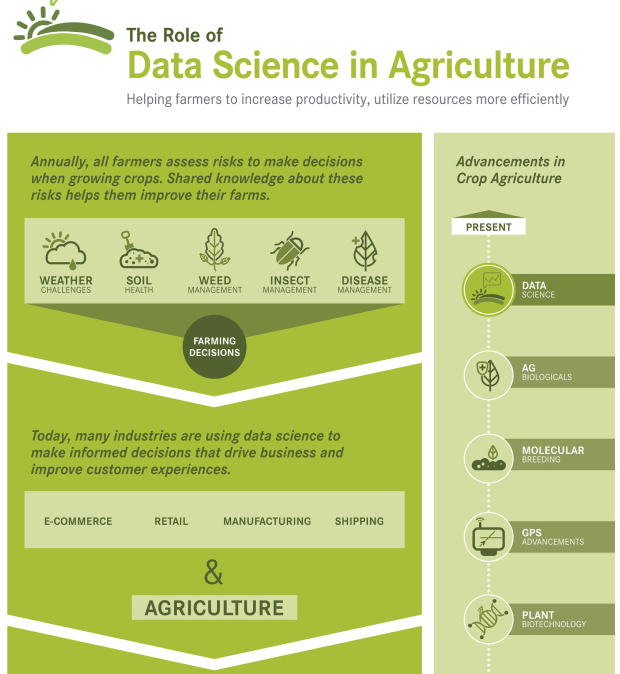 The Role of
Data Science in Agriculture
Helping farmers to increase productivity, utilize resources more efficiently
Annually, all farmers assess risks to make decisions
when growing crops. Shared knowledge about these
risks helps them improve their farms.
WEATHER
CHALLENGES
SOIL
HEALTH
WEED
MANAGEMENT
INSECT
MANAGEMENT
DISEASE
MANAGEMENT
FARMING
DECISIONS
Today, many industries are using data science to
make informed decisions that drive business and
improve customer experiences.
E-COMMERCE
RETAIL
MANUFACTURING
SHIPPING
&
AGRICULTURE
Advancements in
Crop Agriculture
PRESENT
DATA
SCIENCE
AG
BIOLOGICALS
MOLECULAR
BREEDING
GPS
ADVANCEMENTS
PLANT
BIOTECHNOLOGY